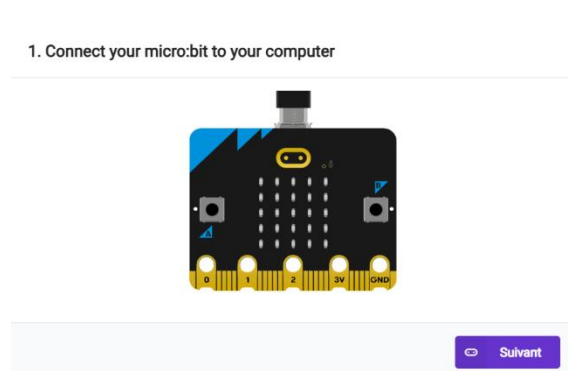 1. Connect your micro:bit to your computer
B
A
0 1 2 3V GND
Suivant